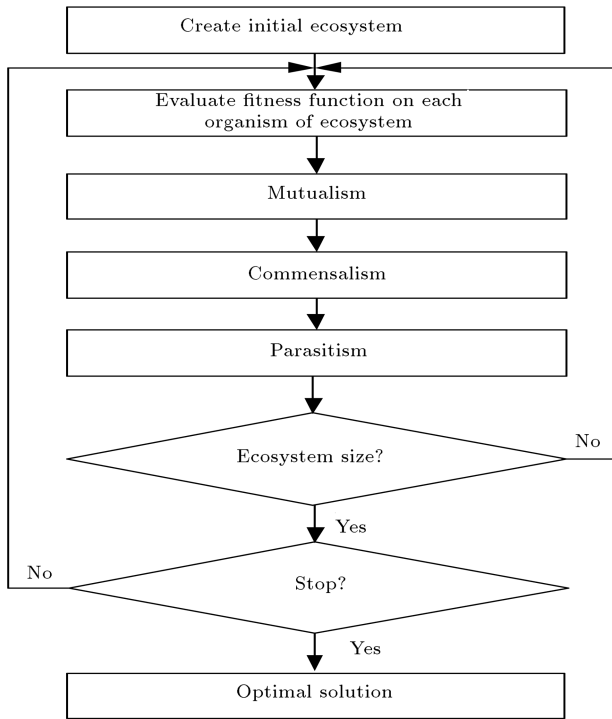 Create initial ecosystem
Evaluate fitness function on each
organism of ecosystem
Mutualism
Commensalism
Parasitism
Ecosystem size?
No
Yes
No
Stop?
Yes
Optimal solution